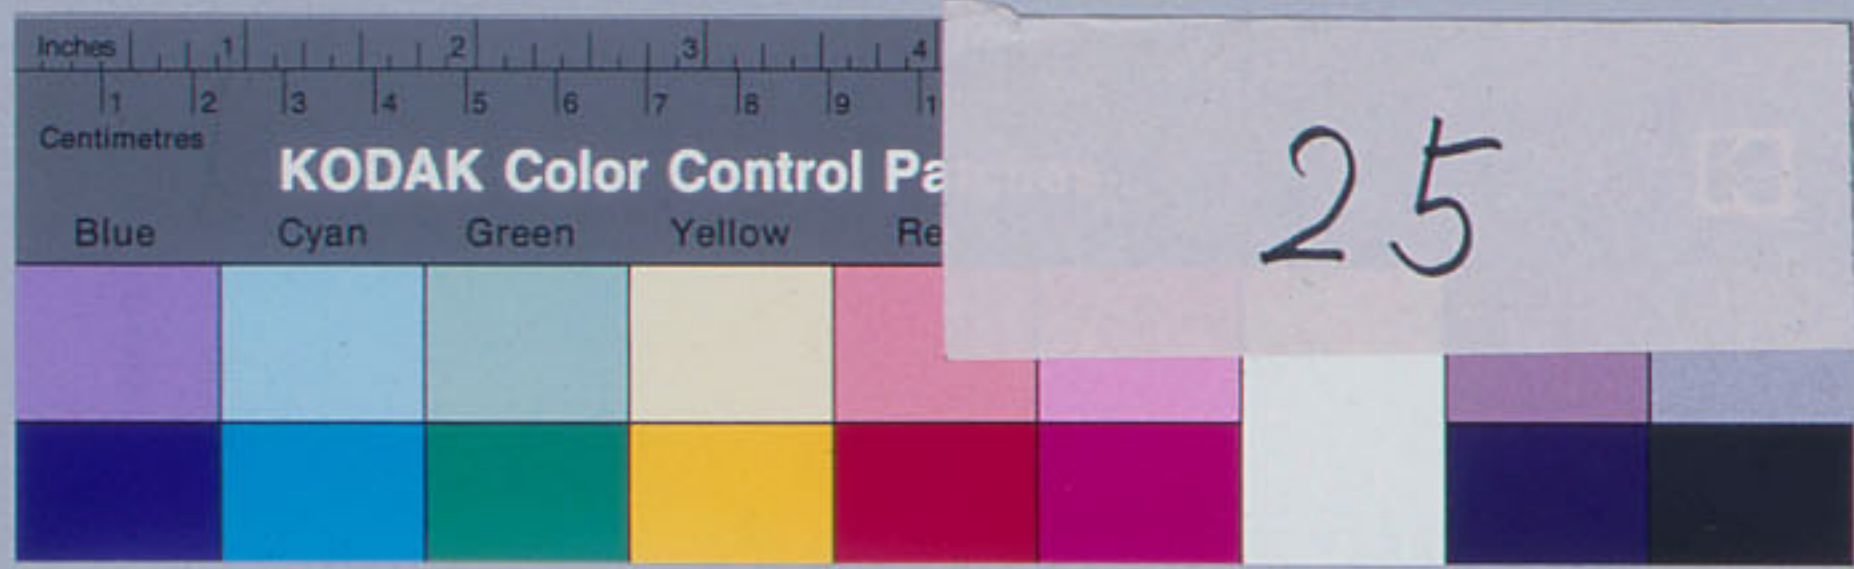 Inches 1 2 3 4
1 2 3 4 5 6 7 8 9 1
Centimetres
KODAK Color Control Pa
Blue Cyan Green Yellow Re
25